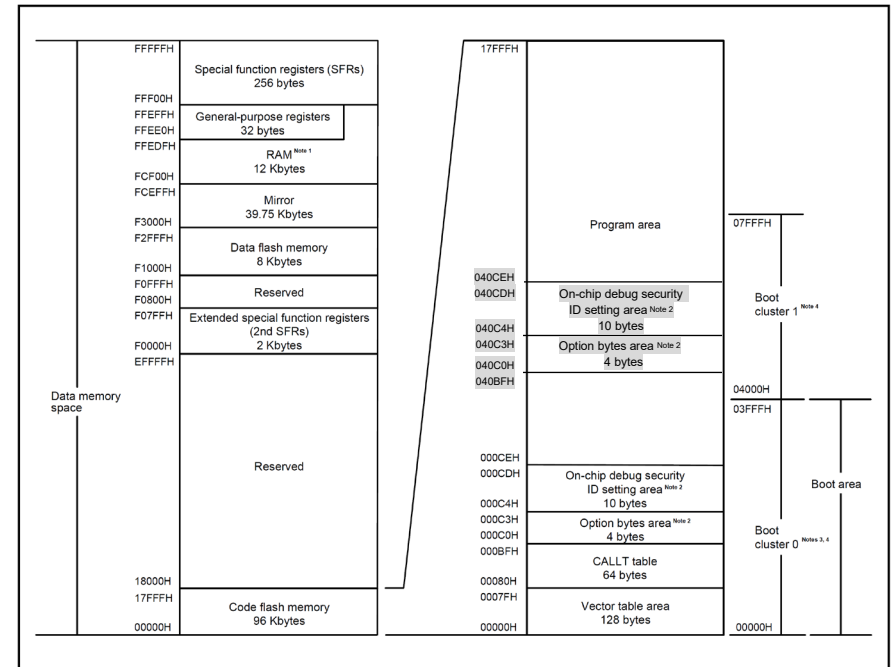 FFFFFH
Special function registers (SFRs)
256 bytes
FFF00H
FFEFFH
General-purpose registers
32 bytes
FFEE0H
FFEDFH
RAM Note 1
12 Kbytes
FCF00H
FCEFFH
Mirror
39.75 Kbytes
F3000H
F2FFFH
Data flash memory
8 Kbytes
F1000H
F0FFFH
Reserved
F0800H
F07FFH
Extended special function registers
(2nd SFRs)
2 Kbytes
F0000H
EFFFFH
Data memory
space
Reserved
18000H
17FFFH
Code flash memory
96 Kbytes
00000H
17FFFH
Program area
040CEH
040CDH
On-chip debug security
ID setting area Note 2
10 bytes
040C4H
040C3H
Option bytes area Note 2
4 bytes
040C0H
040BFH
000CEH
000CDH
On-chip debug security
ID setting area Note 2
10 bytes
000C4H
000C3H
Option bytes area Note 2
4 bytes
000C0H
000BFH
CALLT table
64 bytes
00080H
0007FH
Vector table area
128 bytes
00000H
07FFFH
Boot
cluster 1 Note 4
04000H
03FFFH
Boot area
Boot
cluster 0 Notes 3, 4
00000H